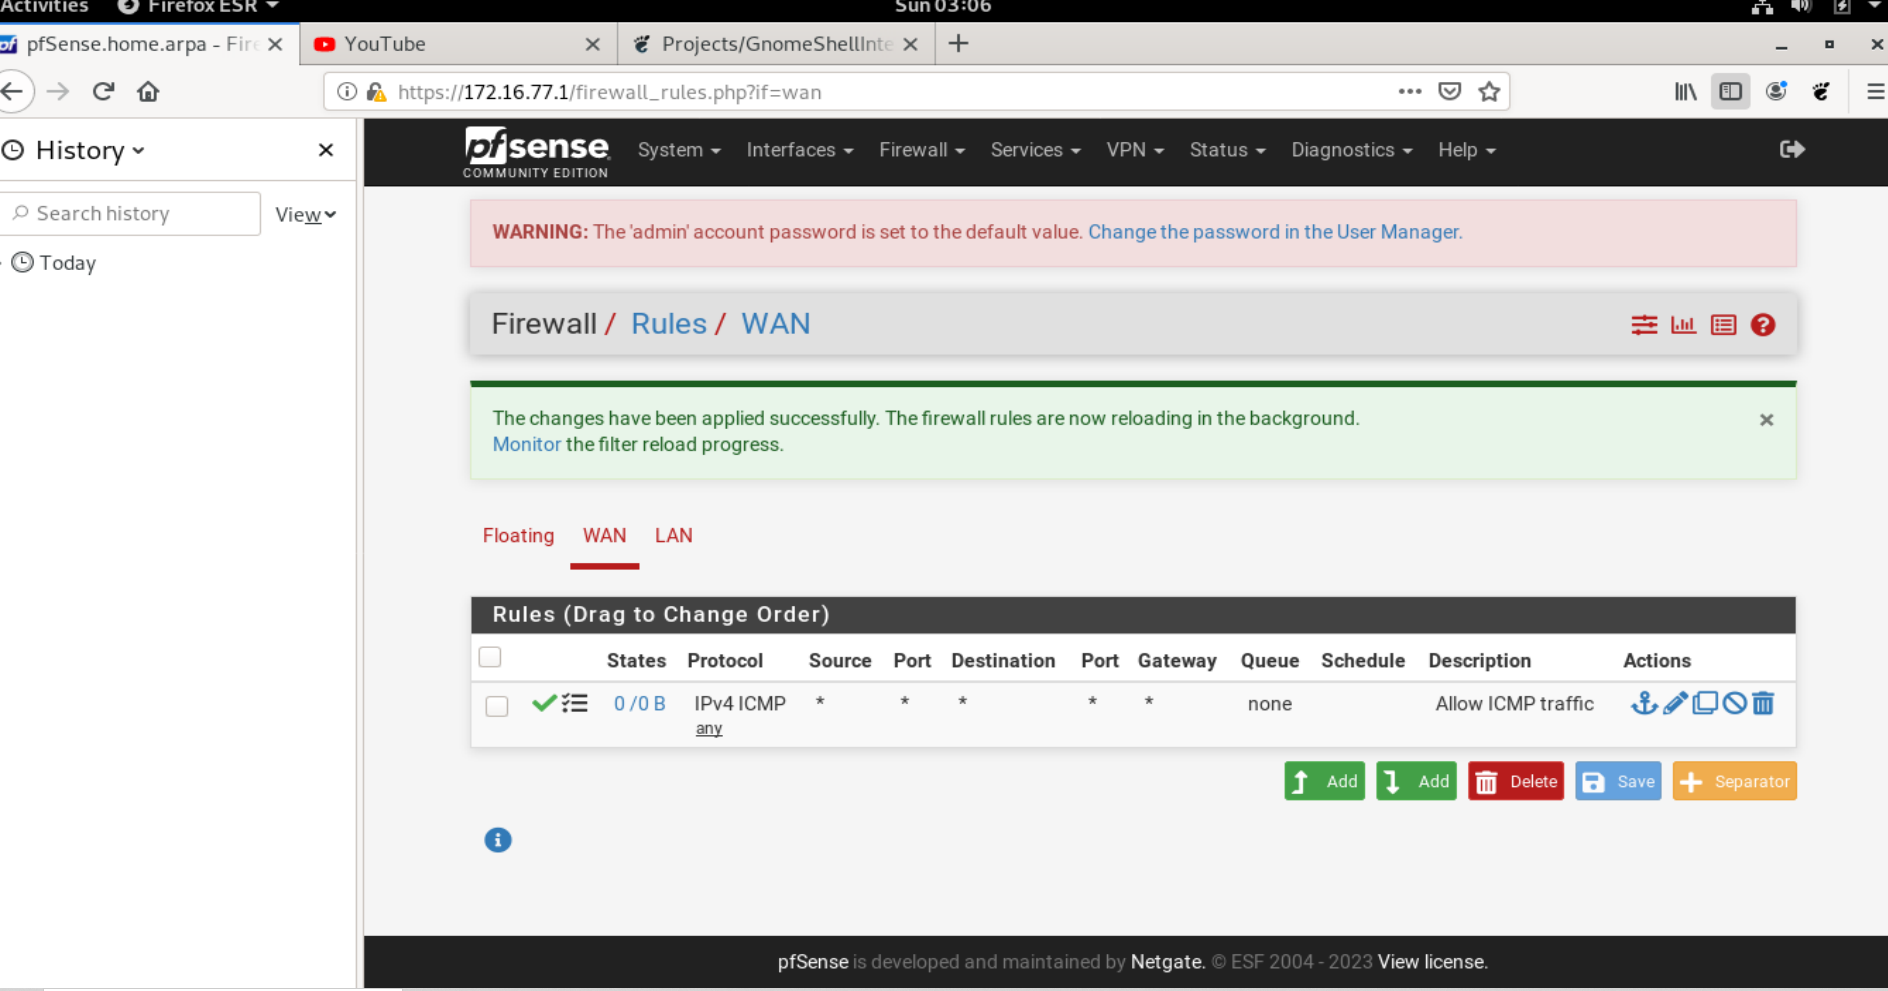 Activities Firefox ESR Sun 03:06
pfSense.home.arpa - Fire YouTube Projects/GnomeShellInte
https://172.16.77.1/firewall_rules.php?if=wan
History
Search history View
Today
pfsense
COMMUNITY EDITION
System Interfaces Firewall Services VPN Status Diagnostics Help
WARNING: The 'admin' account password is set to the default value. Change the password in the User Manager.
Firewall / Rules / WAN
The changes have been applied successfully. The firewall rules are now reloading in the background.
Monitor the filter reload progress.
Floating WAN LAN
Rules (Drag to Change Order)
States Protocol Source Port Destination Port Gateway Queue Schedule Description Actions
0 /0 B IPv4 ICMP * * * * * none Allow ICMP traffic
any
Add Add Delete Save Separator
pfSense is developed and maintained by Netgate. © ESF 2004 - 2023 View license.